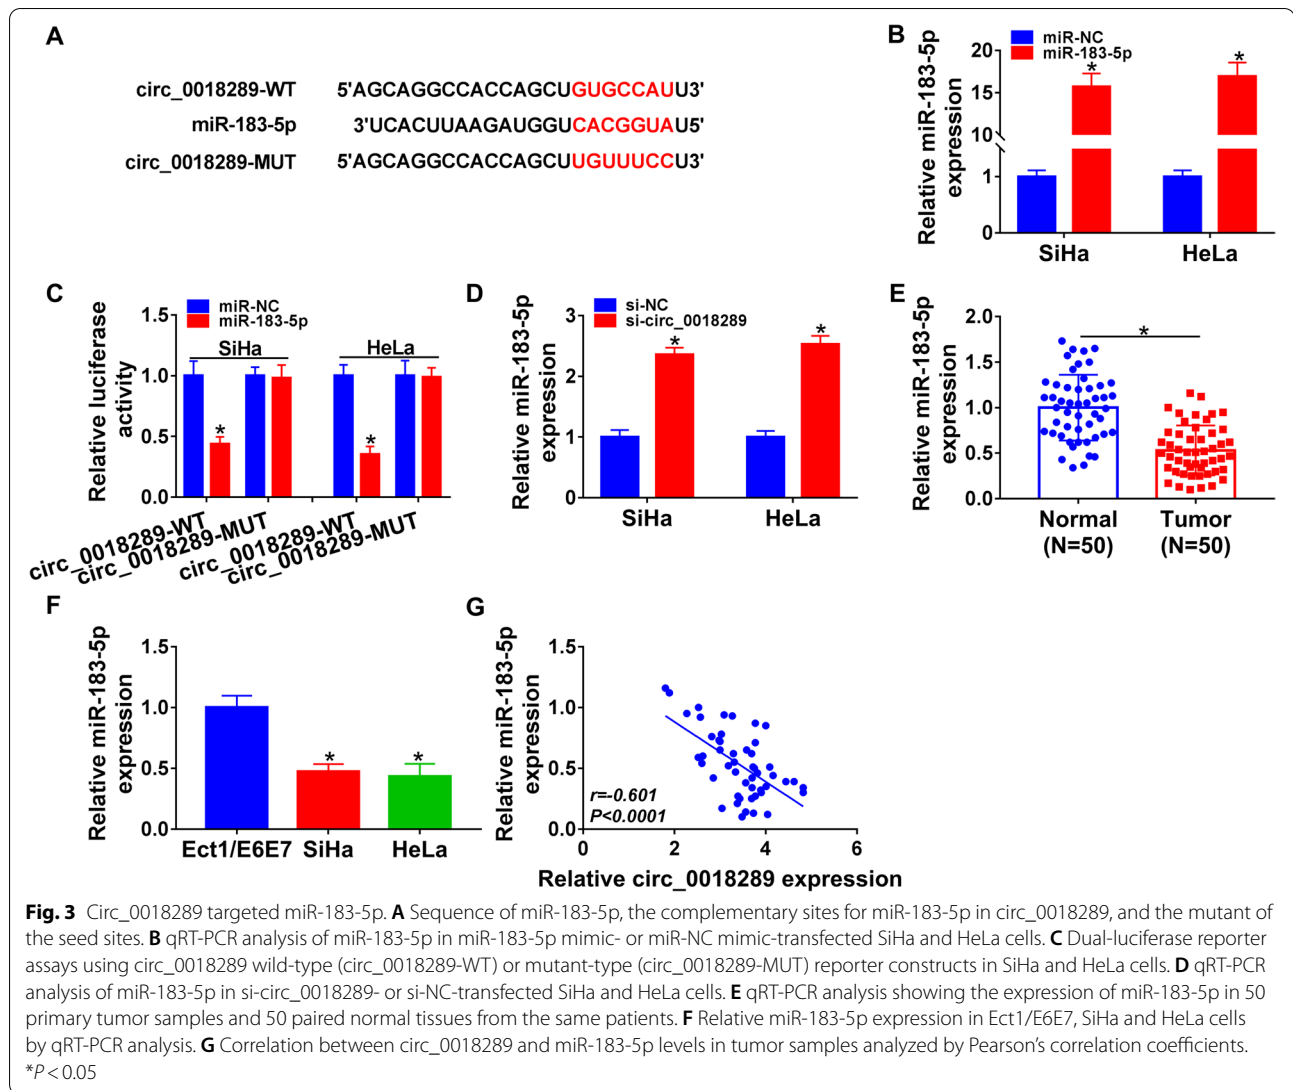 A
circ_0018289-WT 5'AGCAGGCCACCAGCUGUGCCAUU3'
miR-183-5p 3'UCACUUAAGAUGGUCACGGUAU5'
circ_0018289-MUT 5'AGCAGGCCACCAGCUUGUUUCCU3'
B
miR-NC
miR-183-5p
Relative miR-183-5p
expression
20
15
10
1
0
* *
SiHa HeLa
C
miR-NC
miR-183-5p
Relative luciferase
activity
1.5
1.0
0.5
0.0
SiHa HeLa
* *
circ_0018289-WT
circ_0018289-MUT
circ_0018289-WT
circ_0018289-MUT
D
si-NC
si-circ_0018289
Relative miR-183-5p
expression
3
2
1
0
* *
SiHa HeLa
E
Relative miR-183-5p
expression
2.0
1.5
1.0
0.5
0.0
*
Normal Tumor
(N=50) (N=50)
F
Relative miR-183-5p
expression
1.5
1.0
0.5
0.0
* *
Ect1/E6E7 SiHa HeLa
G
Relative miR-183-5p
expression
1.5
1.0
0.5
0.0
r=-0.601
P<0.0001
0 2 4 6
Relative circ_0018289 expression
Fig. 3 Circ_0018289 targeted miR-183-5p. A Sequence of miR-183-5p, the complementary sites for miR-183-5p in circ_0018289, and the mutant of
the seed sites. B qRT-PCR analysis of miR-183-5p in miR-183-5p mimic- or miR-NC mimic-transfected SiHa and HeLa cells. C Dual-luciferase reporter
assays using circ_0018289 wild-type (circ_0018289-WT) or mutant-type (circ_0018289-MUT) reporter constructs in SiHa and HeLa cells. D qRT-PCR
analysis of miR-183-5p in si-circ_0018289- or si-NC-transfected SiHa and HeLa cells. E qRT-PCR analysis showing the expression of miR-183-5p in 50
primary tumor samples and 50 paired normal tissues from the same patients. F Relative miR-183-5p expression in Ect1/E6E7, SiHa and HeLa cells
by qRT-PCR analysis. G Correlation between circ_0018289 and miR-183-5p levels in tumor samples analyzed by Pearson's correlation coefficients.
*P < 0.05